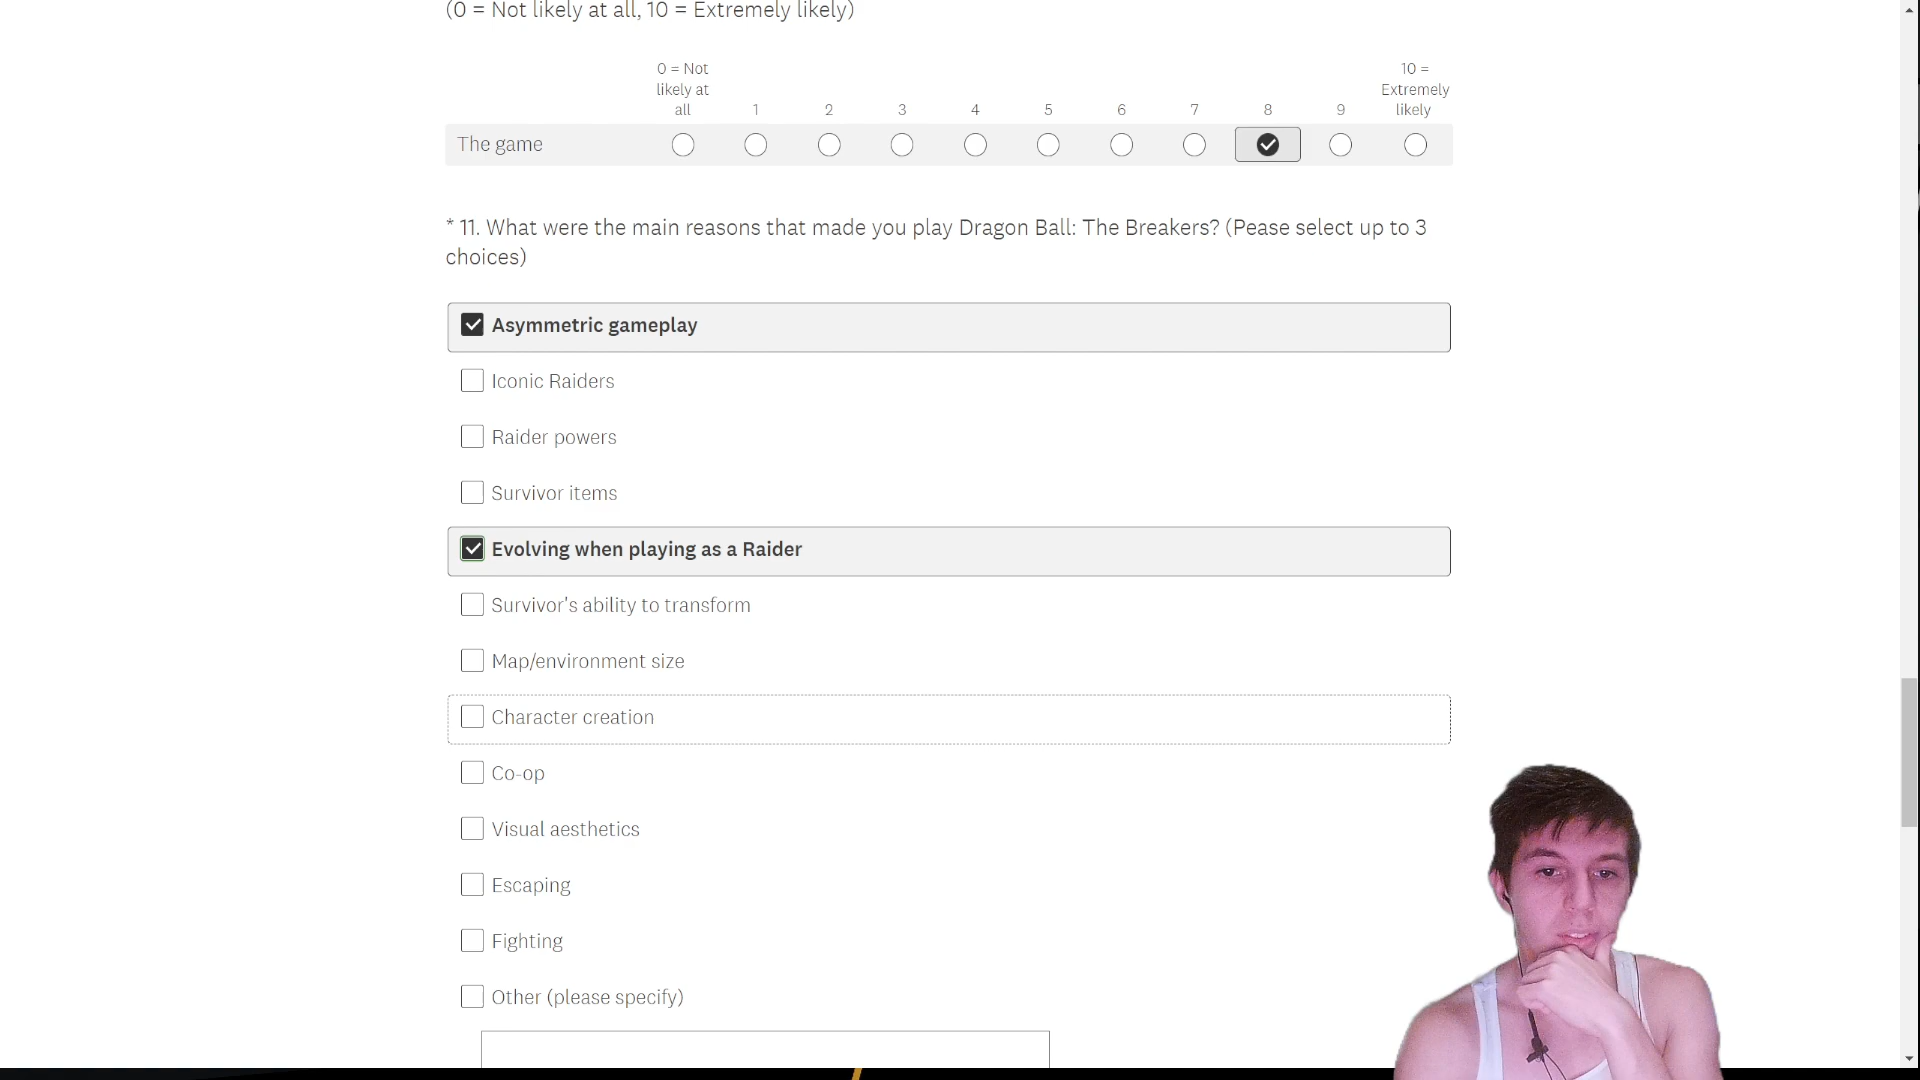 (0 = Not likely at all, 10 = Extremely likely)
0 = Not likely at all 1 2 3 4 5 6 7 8 9 10 = Extremely likely
The game
* 11. What were the main reasons that made you play Dragon Ball: The Breakers? (Pease select up to 3
choices)
Asymmetric gameplay
Iconic Raiders
Raider powers
Survivor items
Evolving when playing as a Raider
Survivor's ability to transform
Map/environment size
Character creation
Co-op
Visual aesthetics
Escaping
Fighting
Other (please specify)